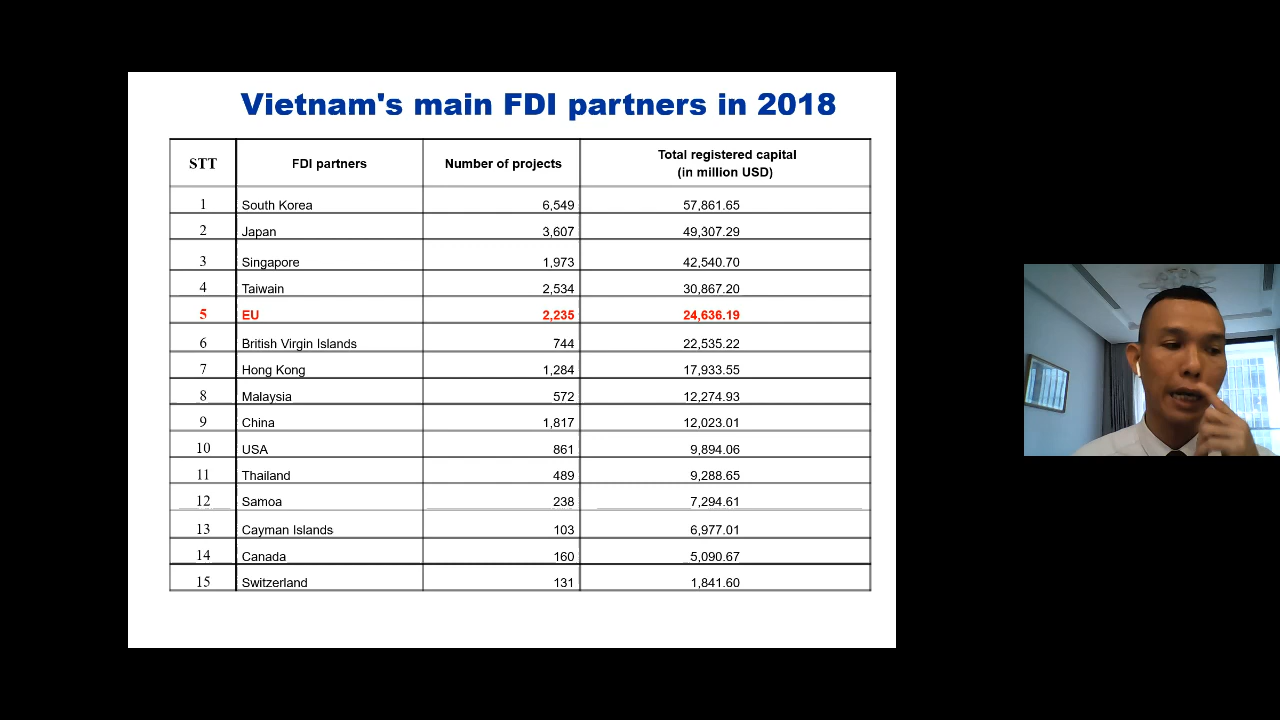 Vietnam's main FDI partners in 2018
STT FDI partners Number of projects Total registered capital (in million USD)
1 South Korea 6,549 57,861.65
2 Japan 3,607 49,307.29
3 Singapore 1,973 42,540.70
4 Taiwain 2,534 30,867.20
5 EU 2,235 24,636.19
6 British Virgin Islands 744 22,535.22
7 Hong Kong 1,284 17,933.55
8 Malaysia 572 12,274.93
9 China 1,817 12,023.01
10 USA 861 9,894.06
11 Thailand 489 9,288.65
12 Samoa 238 7,294.61
13 Cayman Islands 103 6,977.01
14 Canada 160 5,090.67
15 Switzerland 131 1,841.60